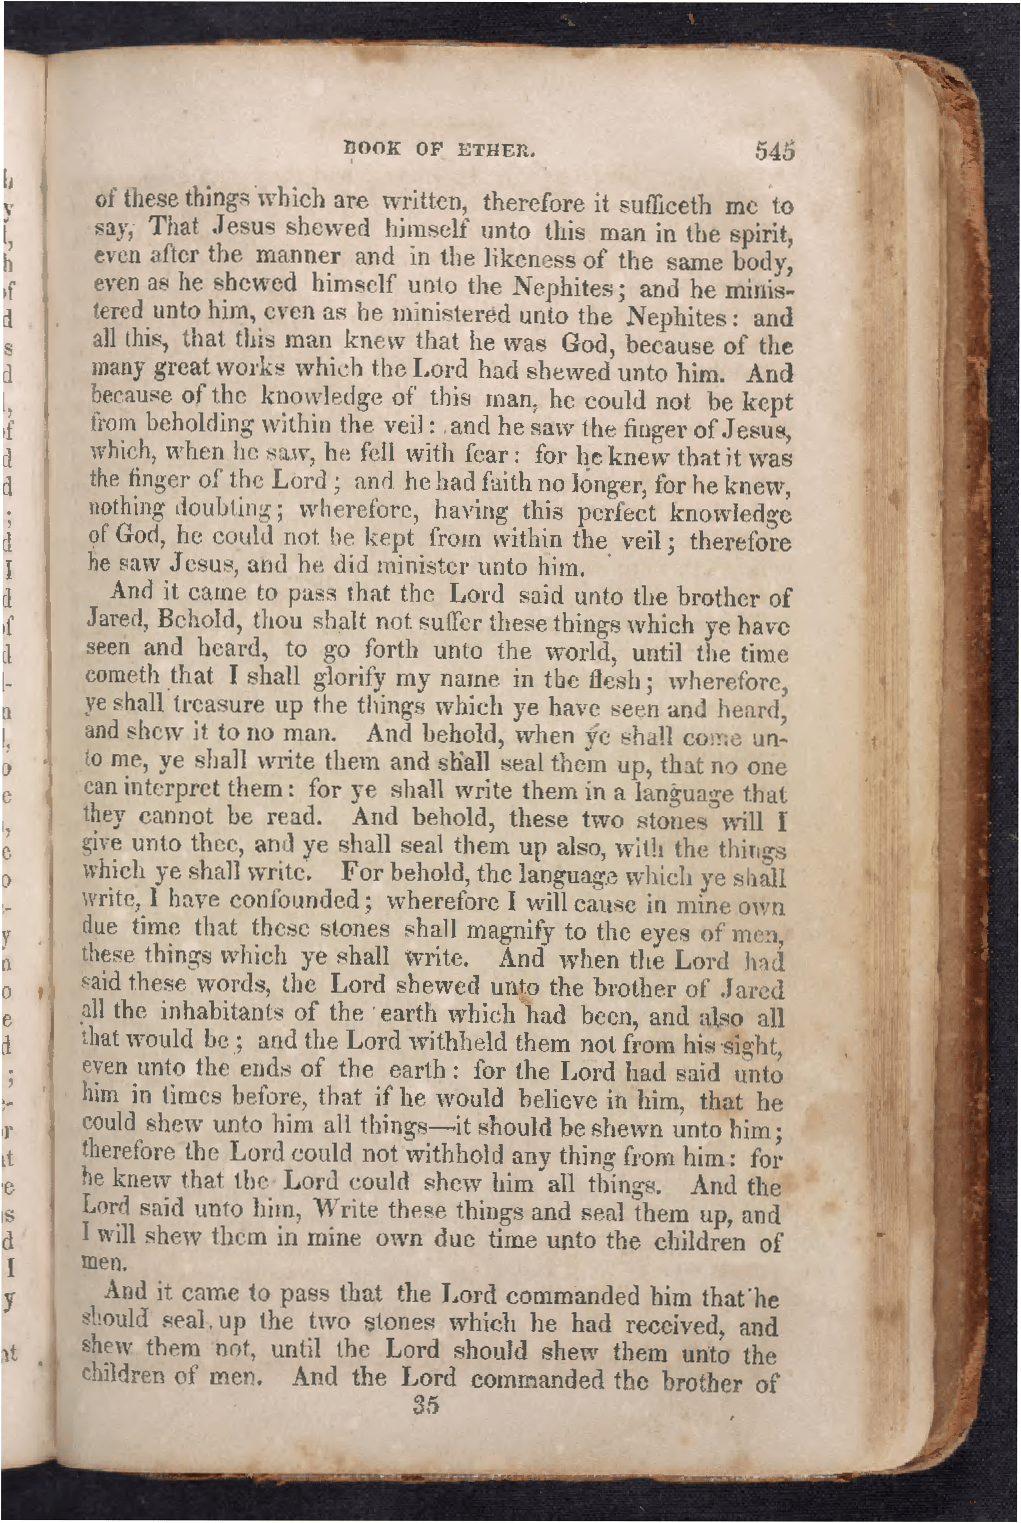 BOOK OF ETHER. 545
of these things which are written, therefore it sufficeth me to
say, That Jesus shewed himself unto this man in the spirit,
even after the manner and in the likeness of the same body,
even as he shewed himself unto the Nephites; and he minis-
tered unto him, even as he ministered unto the Nephites: and
all this, that this man knew that he was God, because of the
many great works which the Lord had shewed unto him. And
because of the knowledge of this man, he could not be kept
from beholding within the veil: and he saw the finger of Jesus,
which, when he saw, he fell with fear: for he knew that it was
the finger of the Lord; and he had faith no longer, for he knew,
nothing doubting; wherefore, having this perfect knowledge
of God, he could not be kept from within the veil; therefore
he saw Jesus, and he did minister unto him.
And it came to pass that the Lord said unto the brother of
Jared, Behold, thou shalt not suffer these things which ye have
seen and heard, to go forth unto the world, until the time
cometh that I shall glorify my name in the flesh; wherefore,
ye shall treasure up the things which ye have seen and heard,
and shew it to no man. And behold, when ye shall come un-
to me, ye shall write them and shall seal them up, that no one
can interpret them: for ye shall write them in a language that
they cannot be read. And behold, these two stones will I
give unto thee, and ye shall seal them up also, with the things
which ye shall write. For behold, the language which ye shall
write, I have confounded; wherefore I will cause in mine own
due time that these stones shall magnify to the eyes of men,
these things which ye shall write. And when the Lord had
said these words, the Lord shewed unto the brother of Jared
all the inhabitants of the earth which had been, and also all
that would be; and the Lord withheld them not from his sight,
even unto the ends of the earth: for the Lord had said unto
him in times before, that if he would believe in him, that he
could shew unto him all things—it should be shewn unto him;
therefore the Lord could not withhold any thing from him: for
he knew that the Lord could shew him all things. And the
Lord said unto him, Write these things and seal them up, and
I will shew them in mine own due time unto the children of
men.
And it came to pass that the Lord commanded him that he
should seal up the two stones which he had received, and
shew them not, until the Lord should shew them unto the
children of men. And the Lord commanded the brother of
35